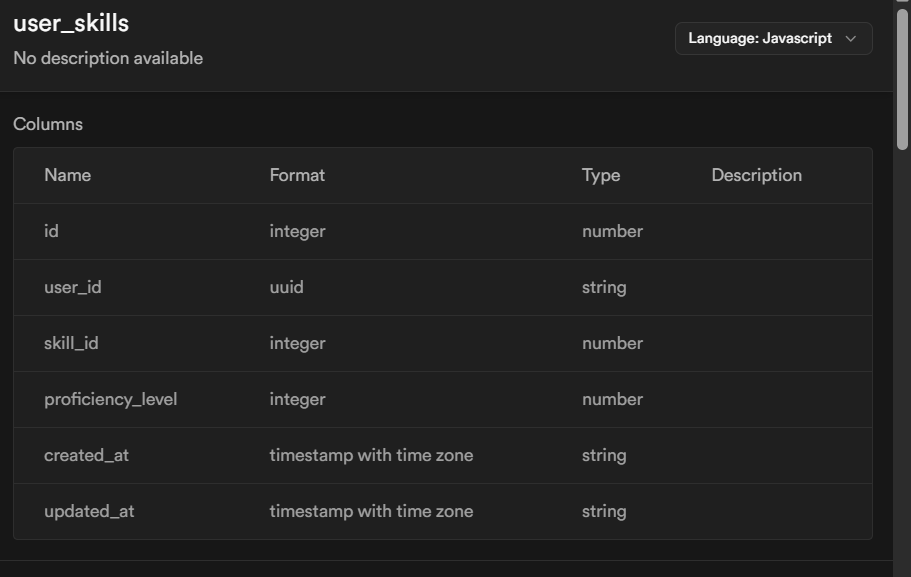 user_skills
No description available
Language: Javascript
Columns
Name Format Type Description
id integer number
user_id uuid string
skill_id integer number
proficiency_level integer number
created_at timestamp with time zone string
updated_at timestamp with time zone string